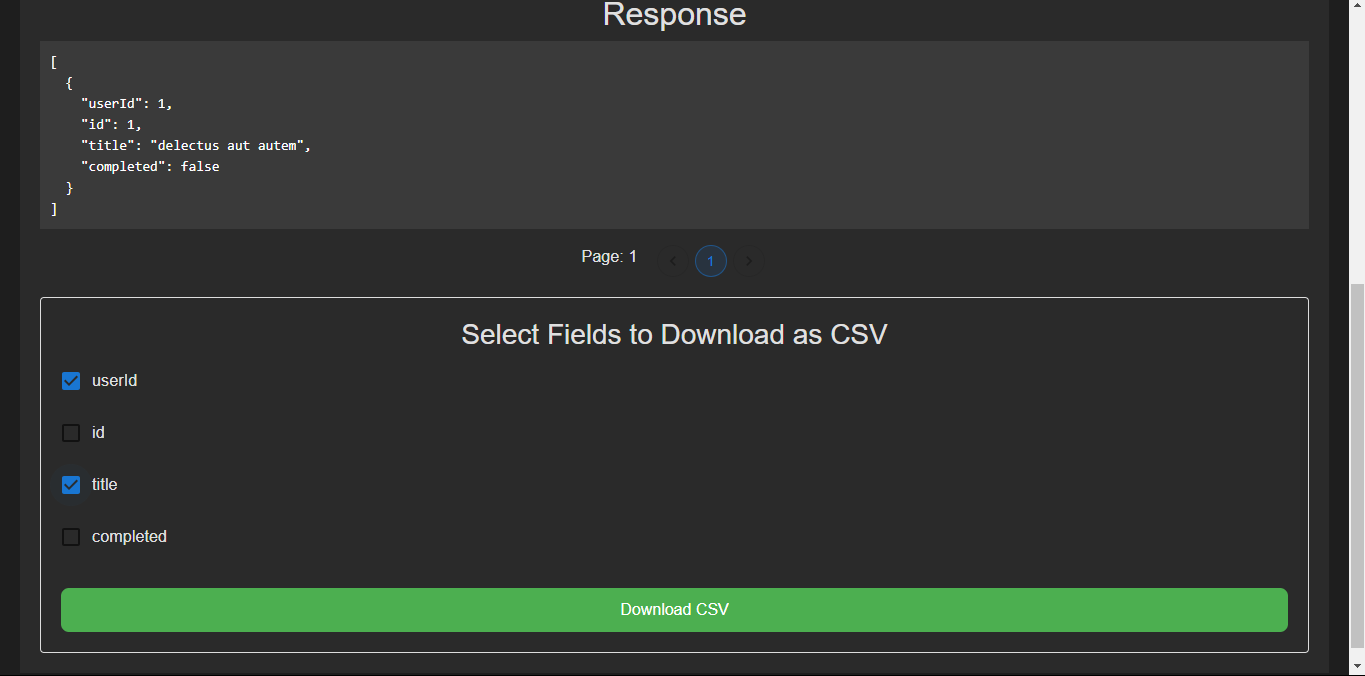 Response
[
  {
    "userId": 1,
    "id": 1,
    "title": "delectus aut autem",
    "completed": false
  }
]
Page: 1 < 1 >
Select Fields to Download as CSV
userId
id
title
completed
Download CSV